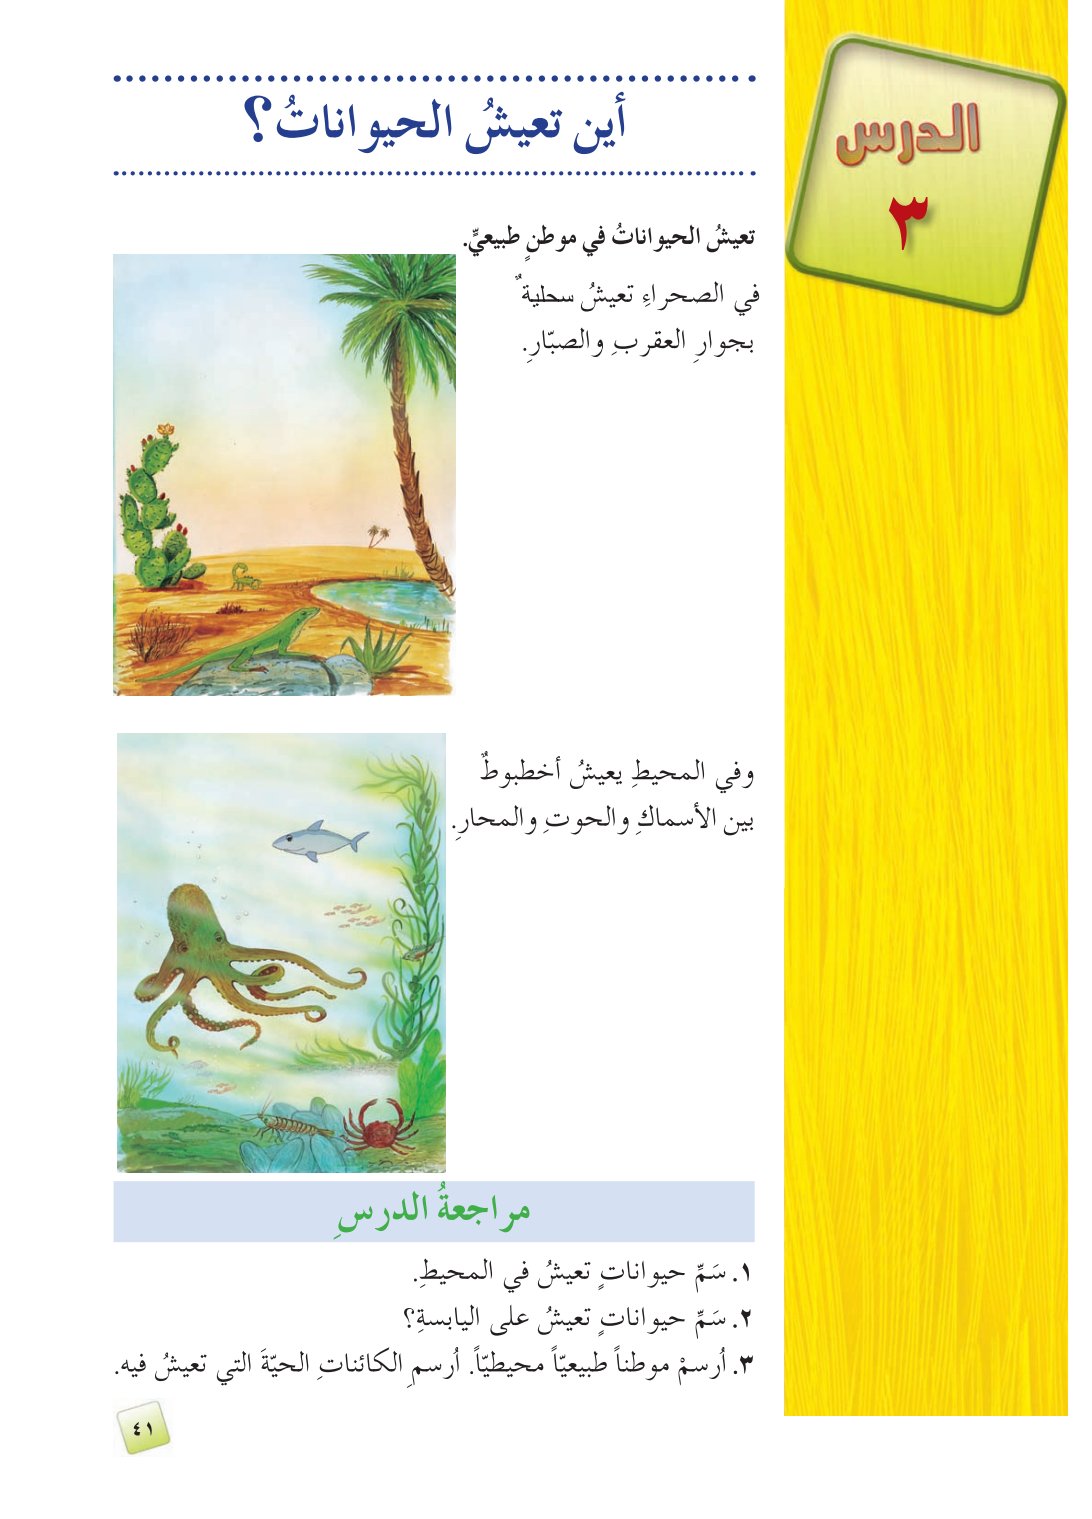 الدرس
٣
أين تعيشُ الحيواناتُ؟
تعيشُ الحيواناتُ في موطنٍ طبيعيٍّ.
في الصحراءِ تعيشُ سحليةٌ
بجوارِ العقربِ والصبّارِ.
وفي المحيطِ يعيشُ أخطبوطٌ
بين الأسماكِ والحوتِ والمحارِ.
مراجعةُ الدرسِ
١. سَمِّ حيواناتٍ تعيشُ في المحيطِ.
٢. سَمِّ حيواناتٍ تعيشُ على اليابسةِ؟
٣. اُرسمْ موطناً طبيعيّاً محيطيّاً. اُرسمِ الكائناتِ الحيّةَ التي تعيشُ فيه.
٤١